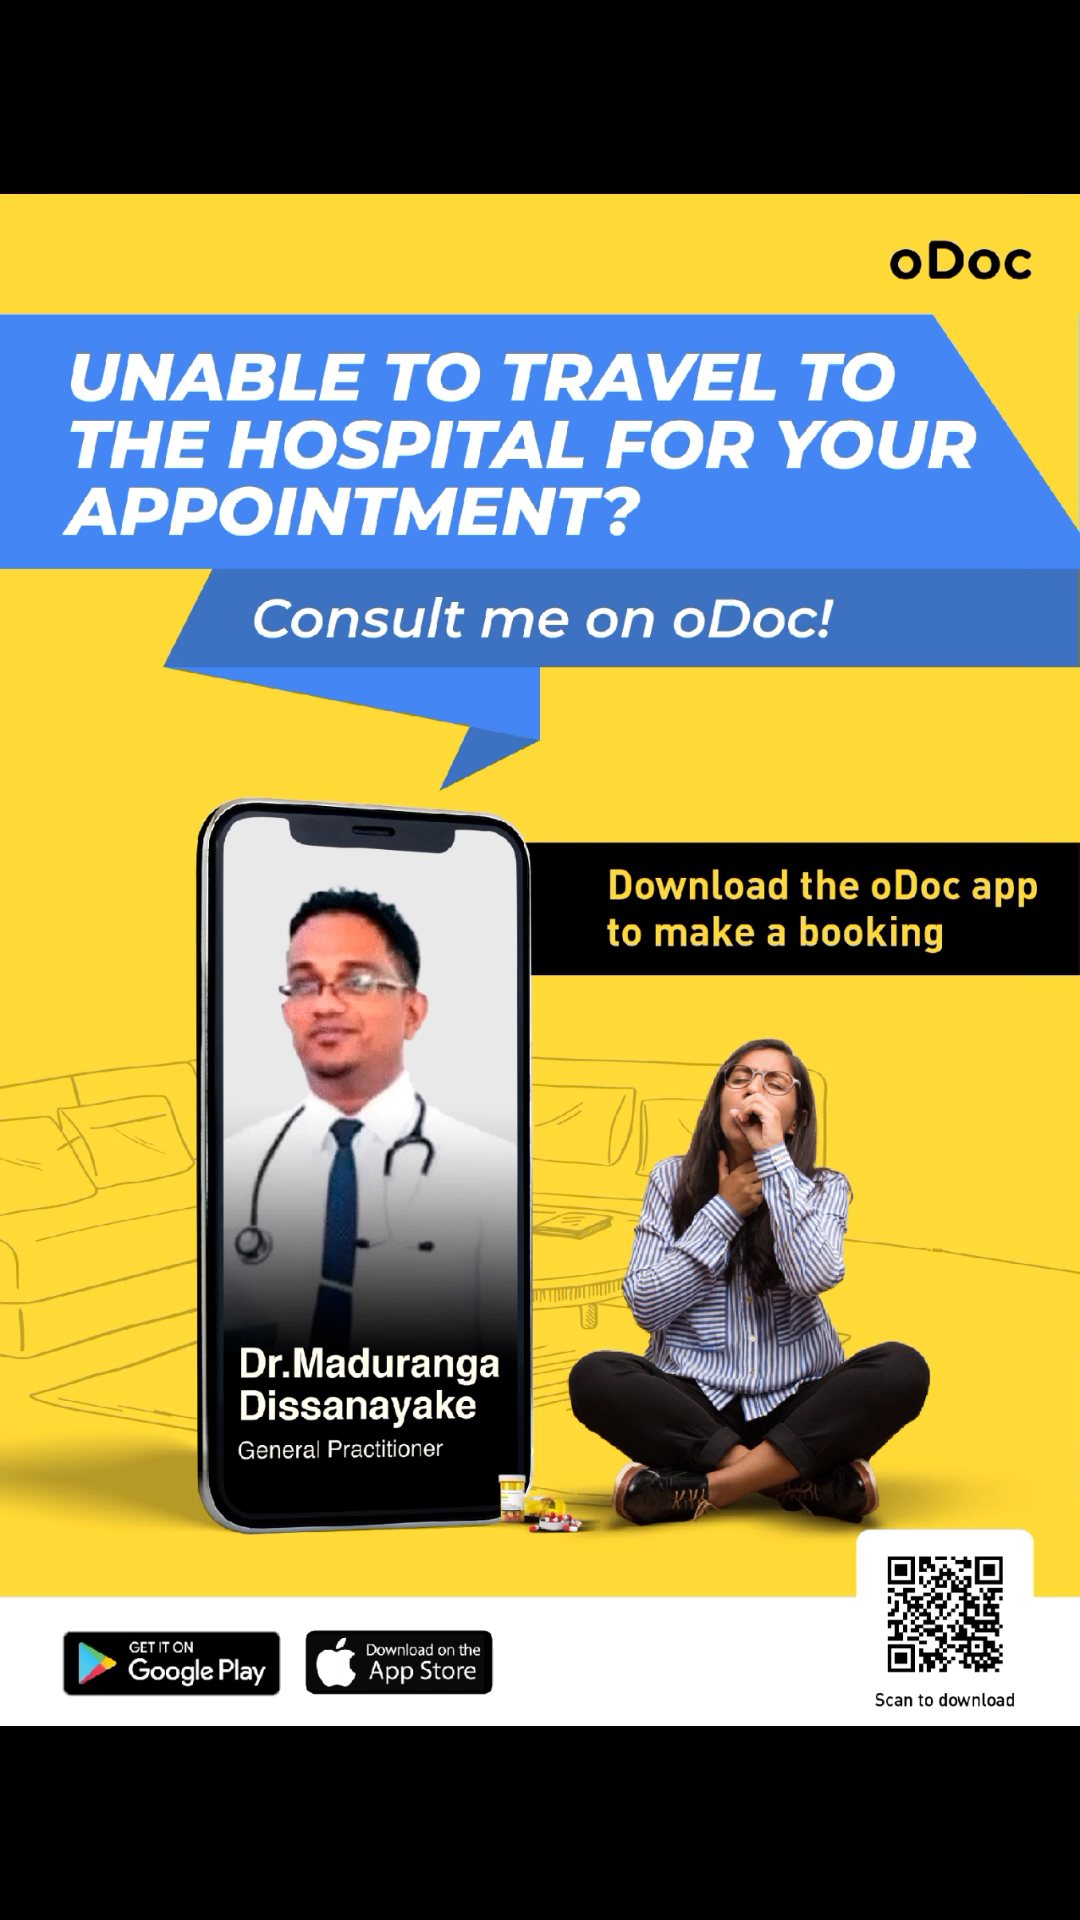 oDoc
UNABLE TO TRAVEL TO
THE HOSPITAL FOR YOUR
APPOINTMENT?
Consult me on oDoc!
Download the oDoc app
to make a booking
Dr.Maduranga
Dissanayake
General Practitioner
GET IT ON
Google Play
Download on the
App Store
Scan to download